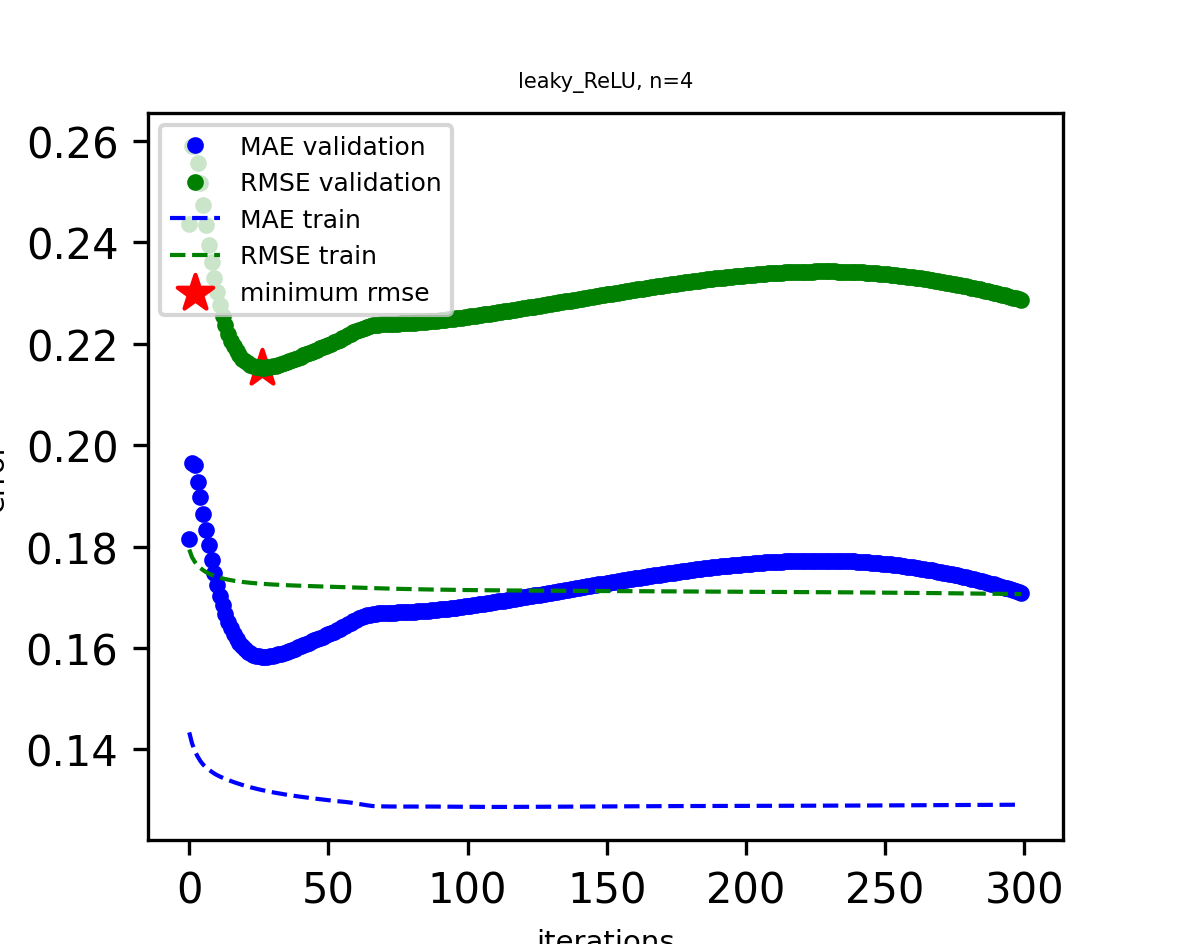 leaky_ReLU, n=4
MAE validation
RMSE validation
MAE train
RMSE train
minimum rmse
0.26
0.24
0.22
0.20
0.18
0.16
0.14
0 50 100 150 200 250 300
iterations